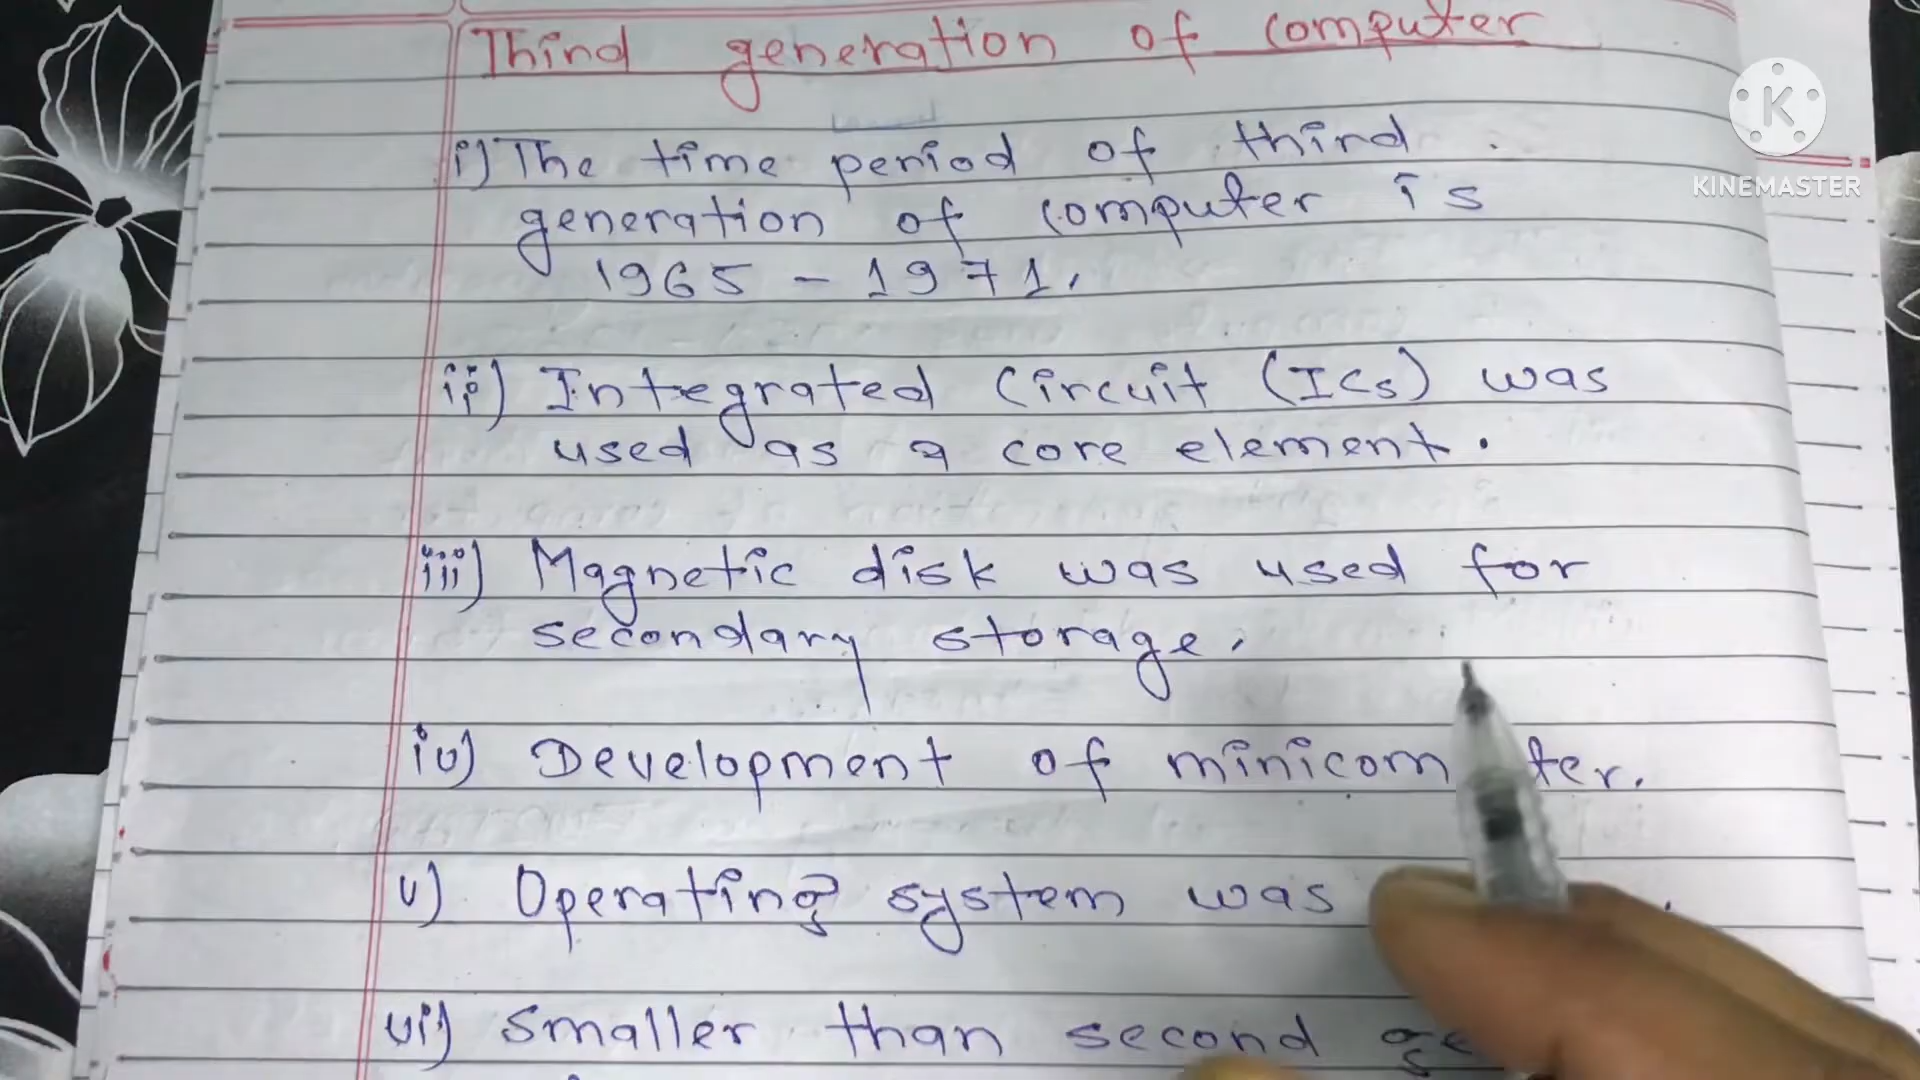 Third generation of computer
i) The time period of third
generation of computer is
1965 - 1971.
ii) Integrated Circuit (ICs) was
used as a core element.
iii) Magnetic disk was used for
secondary storage.
iv) Development of minicom ter.
v) Operating system was
vi) Smaller than second ge
K
KINEMASTER